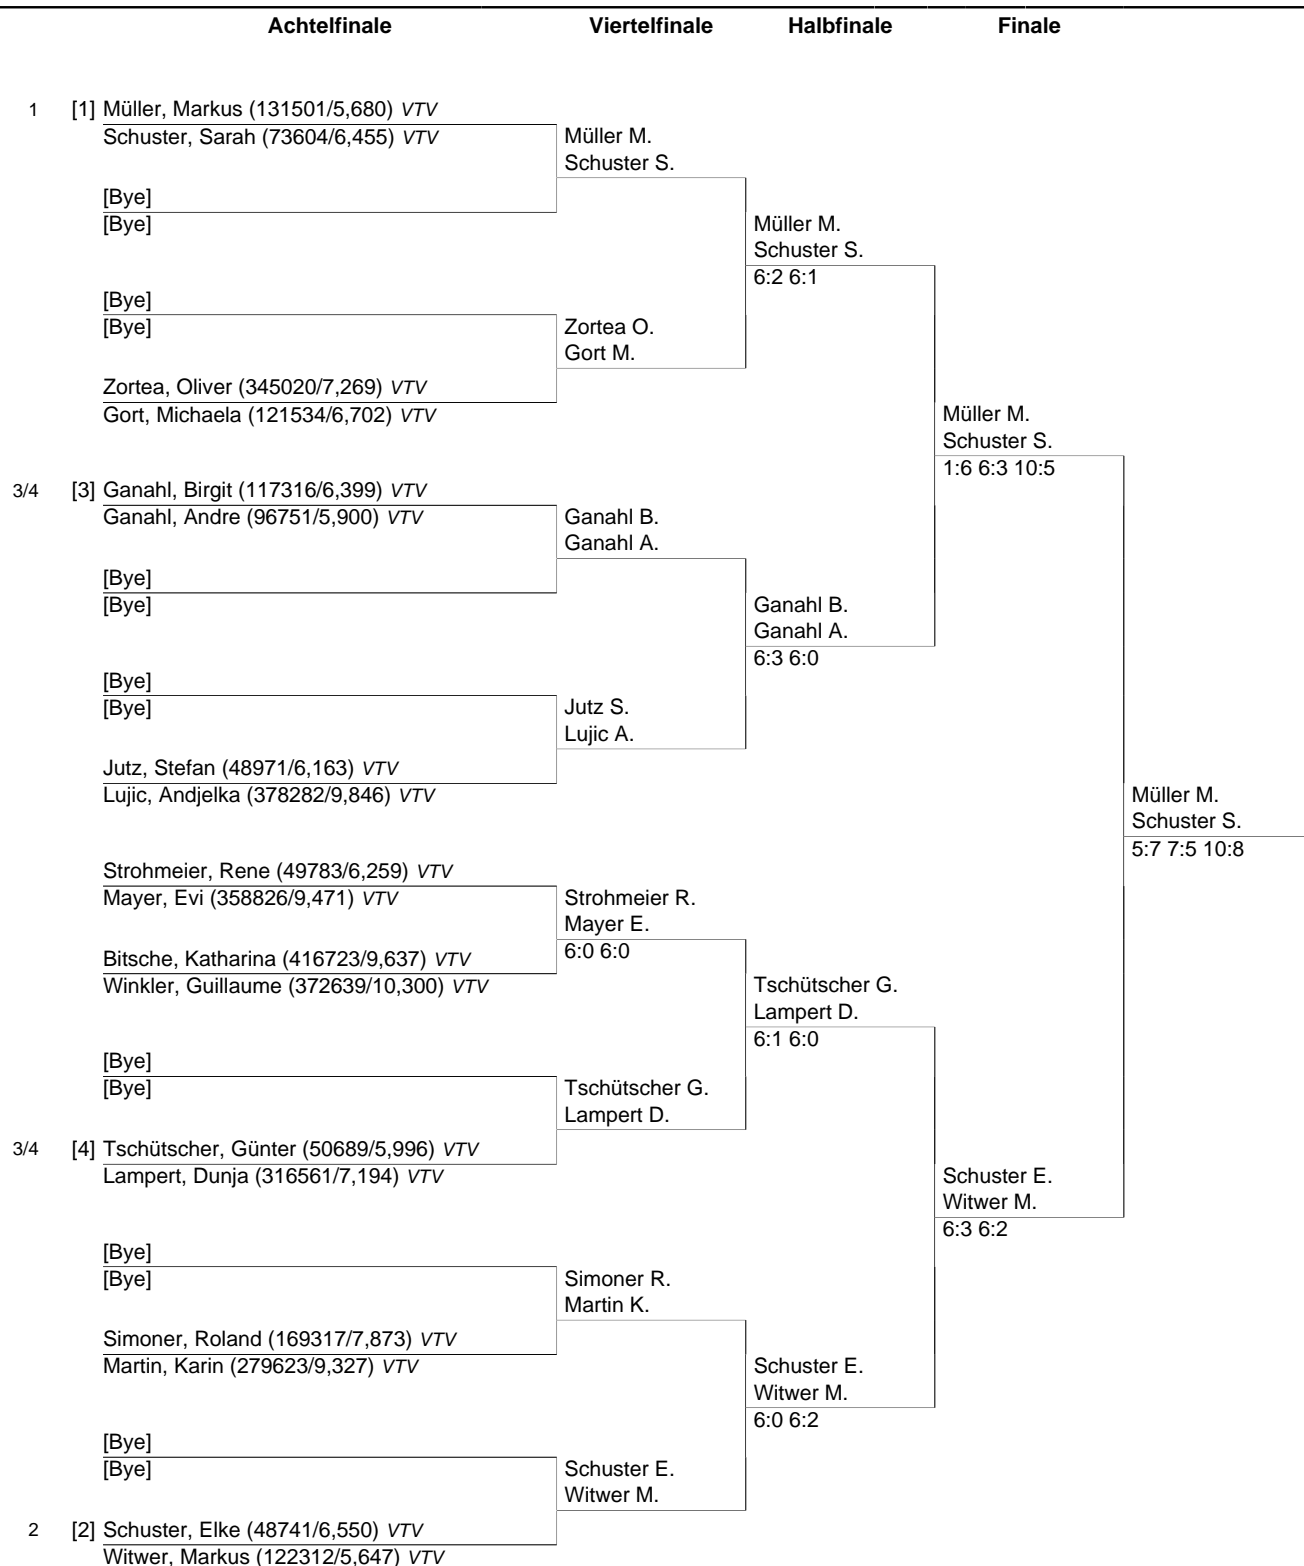 Achtelfinale Viertelfinale Halbfinale Finale
1 [1] Müller, Markus (131501/5,680) VTV
Schuster, Sarah (73604/6,455) VTV
Müller M.
Schuster S.
[Bye]
[Bye]
Müller M.
Schuster S.
6:2 6:1
[Bye]
[Bye]
Zortea O.
Gort M.
Zortea, Oliver (345020/7,269) VTV
Gort, Michaela (121534/6,702) VTV
Müller M.
Schuster S.
1:6 6:3 10:5
3/4 [3] Ganahl, Birgit (117316/6,399) VTV
Ganahl, Andre (96751/5,900) VTV
Ganahl B.
Ganahl A.
[Bye]
[Bye]
Ganahl B.
Ganahl A.
6:3 6:0
[Bye]
[Bye]
Jutz S.
Lujic A.
Jutz, Stefan (48971/6,163) VTV
Lujic, Andjelka (378282/9,846) VTV
Müller M.
Schuster S.
5:7 7:5 10:8
Strohmeier, Rene (49783/6,259) VTV
Mayer, Evi (358826/9,471) VTV
Strohmeier R.
Mayer E.
6:0 6:0
Bitsche, Katharina (416723/9,637) VTV
Winkler, Guillaume (372639/10,300) VTV
Tschütscher G.
Lampert D.
6:1 6:0
[Bye]
[Bye]
Tschütscher G.
Lampert D.
3/4 [4] Tschütscher, Günter (50689/5,996) VTV
Lampert, Dunja (316561/7,194) VTV
Schuster E.
Witwer M.
6:3 6:2
[Bye]
[Bye]
Simoner R.
Martin K.
Simoner, Roland (169317/7,873) VTV
Martin, Karin (279623/9,327) VTV
Schuster E.
Witwer M.
6:0 6:2
[Bye]
[Bye]
Schuster E.
Witwer M.
2 [2] Schuster, Elke (48741/6,550) VTV
Witwer, Markus (122312/5,647) VTV